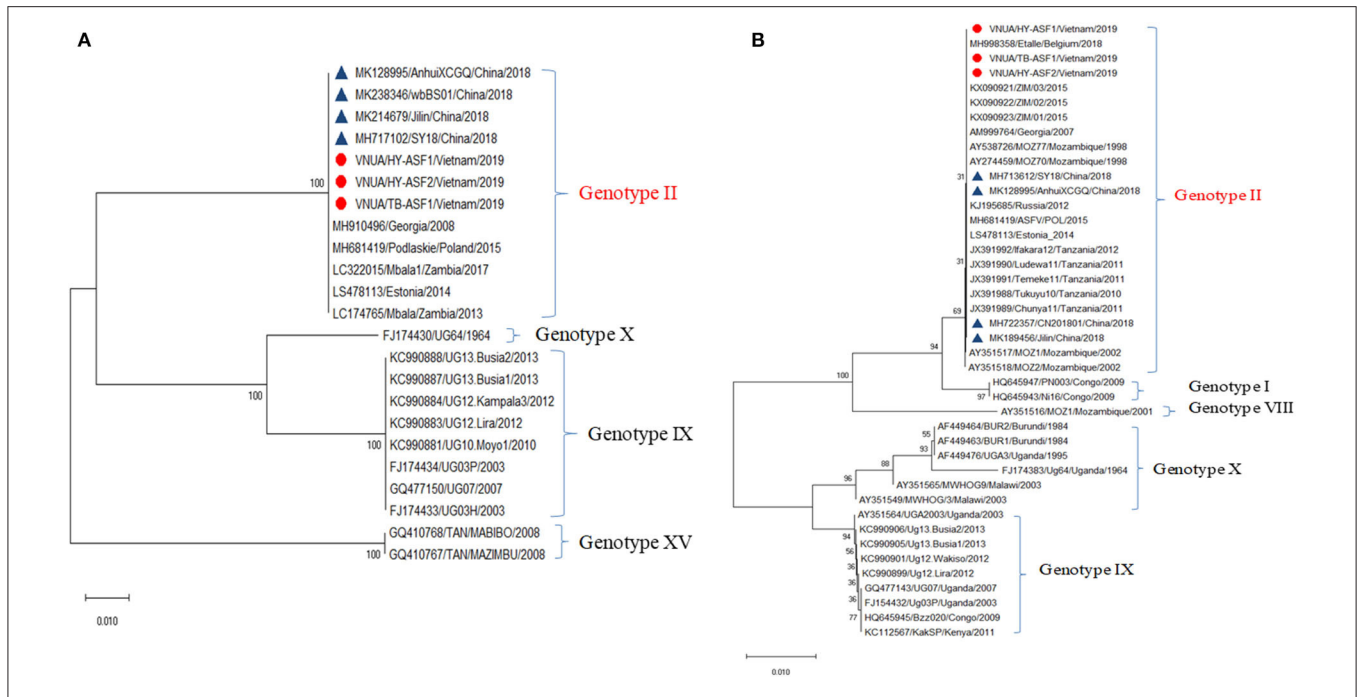 A
MK128995/AnhuiXCGQ/China/2018
MK238346/wbBS01/China/2018
MK214679/Jilin/China/2018
MH717102/SY18/China/2018
VNUA/HY-ASF1/Vietnam/2019
VNUA/HY-ASF2/Vietnam/2019
VNUA/TB-ASF1/Vietnam/2019
MH910496/Georgia/2008
MH681419/Podlaskie/Poland/2015
LC322015/Mbala1/Zambia/2017
LS478113/Estonia/2014
LC174765/Mbala/Zambia/2013
100
Genotype II
FJ174430/UG64/1964
Genotype X
100
KC990888/UG13.Busia2/2013
KC990887/UG13.Busia1/2013
KC990884/UG12.Kampala3/2012
KC990883/UG12.Lira/2012
KC990881/UG10.Moyo1/2010
FJ174434/UG03P/2003
GQ477150/UG07/2007
FJ174433/UG03H/2003
100
Genotype IX
GQ410768/TAN/MABIBO/2008
GQ410767/TAN/MAZIMBU/2008
100
Genotype XV
0.010
B
VNUA/HY-ASF1/Vietnam/2019
MH998358/Etalle/Belgium/2018
VNUA/TB-ASF1/Vietnam/2019
VNUA/HY-ASF2/Vietnam/2019
KX090921/ZIM/03/2015
KX090922/ZIM/02/2015
KX090923/ZIM/01/2015
AM999764/Georgia/2007
AY538726/MOZ77/Mozambique/1998
AY274459/MOZ70/Mozambique/1998
31
MH713612/SY18/China/2018
MK128995/AnhuiXCGQ/China/2018
KJ195685/Russia/2012
MH681419/ASFV/POL/2015
LS478113/Estonia_2014
JX391992/Ifakara12/Tanzania/2012
31
JX391990/Ludewa11/Tanzania/2011
JX391991/Temeke11/Tanzania/2011
JX391988/Tukuyu10/Tanzania/2010
JX391989/Chunya11/Tanzania/2011
69
MH722357/CN201801/China/2018
MK189456/Jilin/China/2018
AY351517/MOZ1/Mozambique/2002
AY351518/MOZ2/Mozambique/2002
Genotype II
94
HQ645947/PN003/Congo/2009
HQ645943/Ni16/Congo/2009
97
Genotype I
100
AY351516/MOZ1/Mozambique/2001
Genotype VIII
AF449464/BUR2/Burundi/1984
55
AF449463/BUR1/Burundi/1984
93
AF449476/UGA3/Uganda/1995
88
FJ174383/Ug64/Uganda/1964
AY351565/MWHOG9/Malawi/2003
96
AY351549/MWHOG/3/Malawi/2003
Genotype X
AY351564/UGA2003/Uganda/2003
KC990906/Ug13.Busia2/2013
94
KC990905/Ug13.Busia1/2013
56
KC990901/Ug12.Wakiso/2012
36
KC990899/Ug12.Lira/2012
36
GQ477143/UG07/Uganda/2007
36
FJ154432/Ug03P/Uganda/2003
77
HQ645945/Bzz020/Congo/2009
KC112567/KakSP/Kenya/2011
Genotype IX
0.010